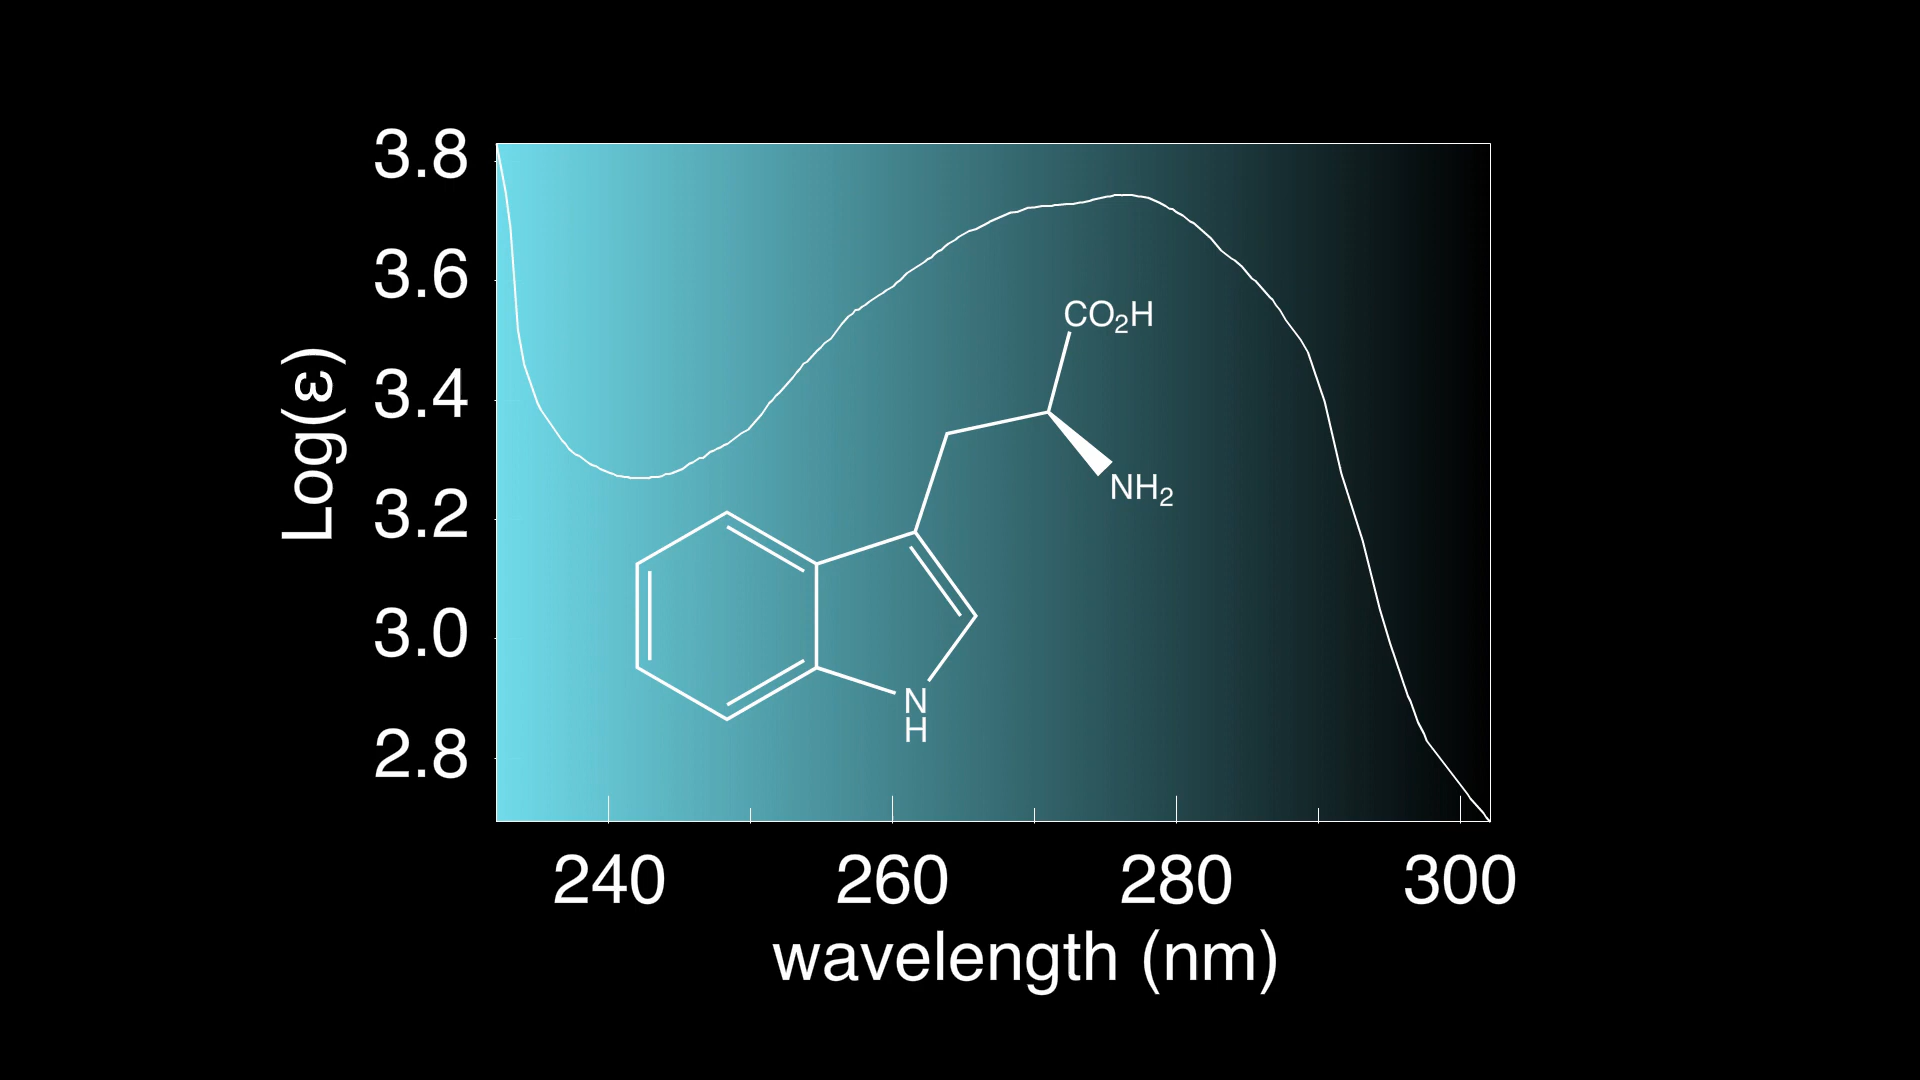 3.8
3.6
3.4
3.2
3.0
2.8
Log(ε)
CO₂H
NH₂
N
H
240 260 280 300
wavelength (nm)